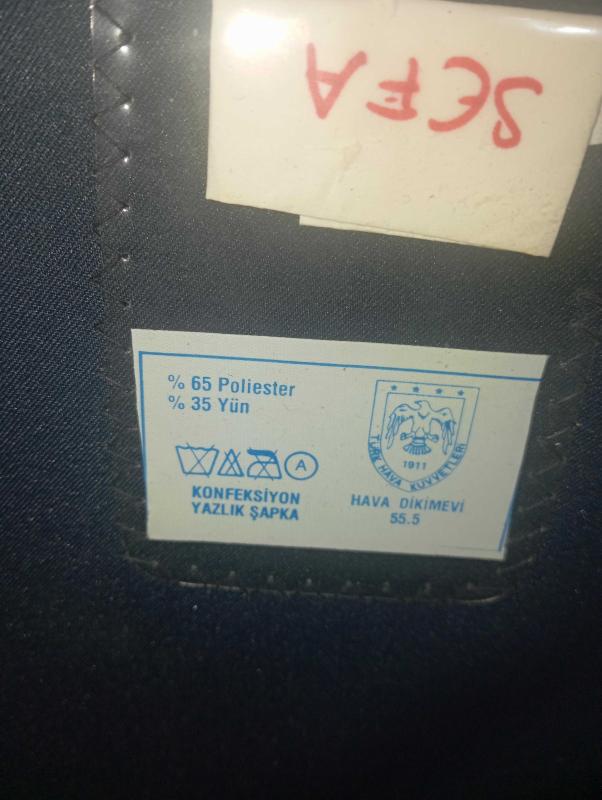 SEFA
% 65 Poliester
% 35 Yün
A
KONFEKSİYON
YAZLIK ŞAPKA
1911
TÜRK HAVA KUVVETLERİ
HAVA DİKİMEVİ
55.5